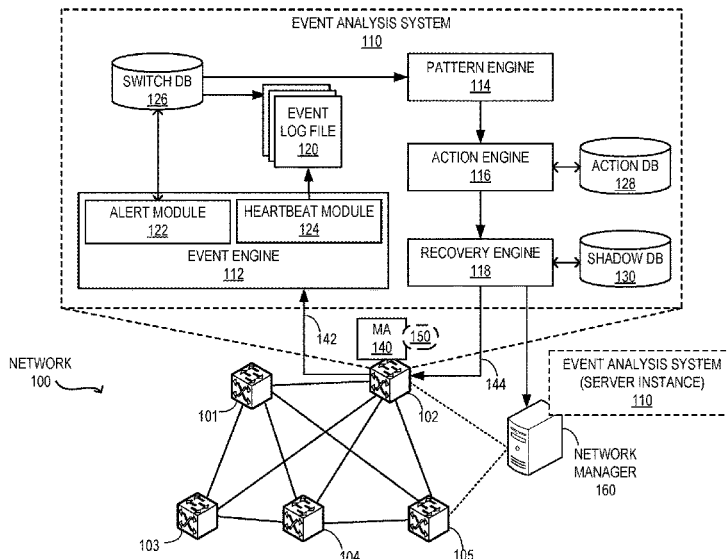 EVENT ANALYSIS SYSTEM
110
SWITCH DB
126
EVENT
LOG FILE
120
PATTERN ENGINE
114
ACTION ENGINE
116
ACTION DB
128
ALERT MODULE
122
HEARTBEAT MODULE
124
EVENT ENGINE
112
RECOVERY ENGINE
118
SHADOW DB
130
142
MA
140
150
144
NETWORK
100
EVENT ANALYSIS SYSTEM
(SERVER INSTANCE)
110
101
102
NETWORK
MANAGER
160
103
104
105